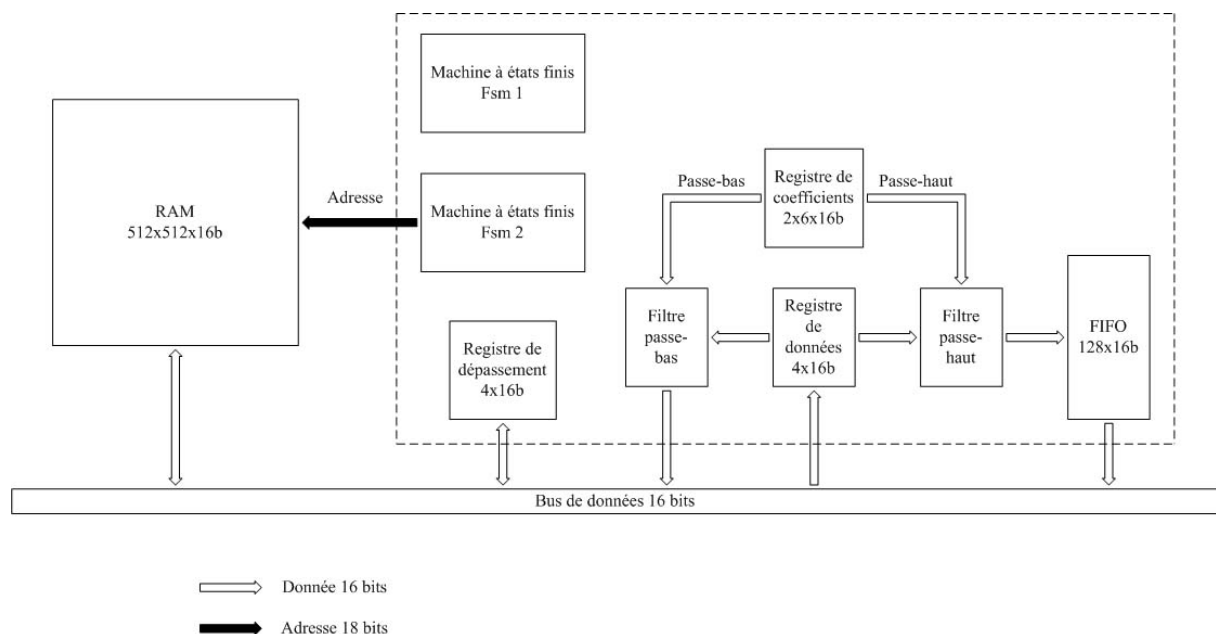 Machine à états finis
Fsm 1
RAM
512x512x16b
Adresse
Machine à états finis
Fsm 2
Passe-bas
Registre de
coefficients
2x6x16b
Passe-haut
Registre de
dépassement
4x16b
Filtre
passe-
bas
Registre
de
données
4x16b
Filtre
passe-
haut
FIFO
128x16b
Bus de données 16 bits
Donnée 16 bits
Adresse 18 bits